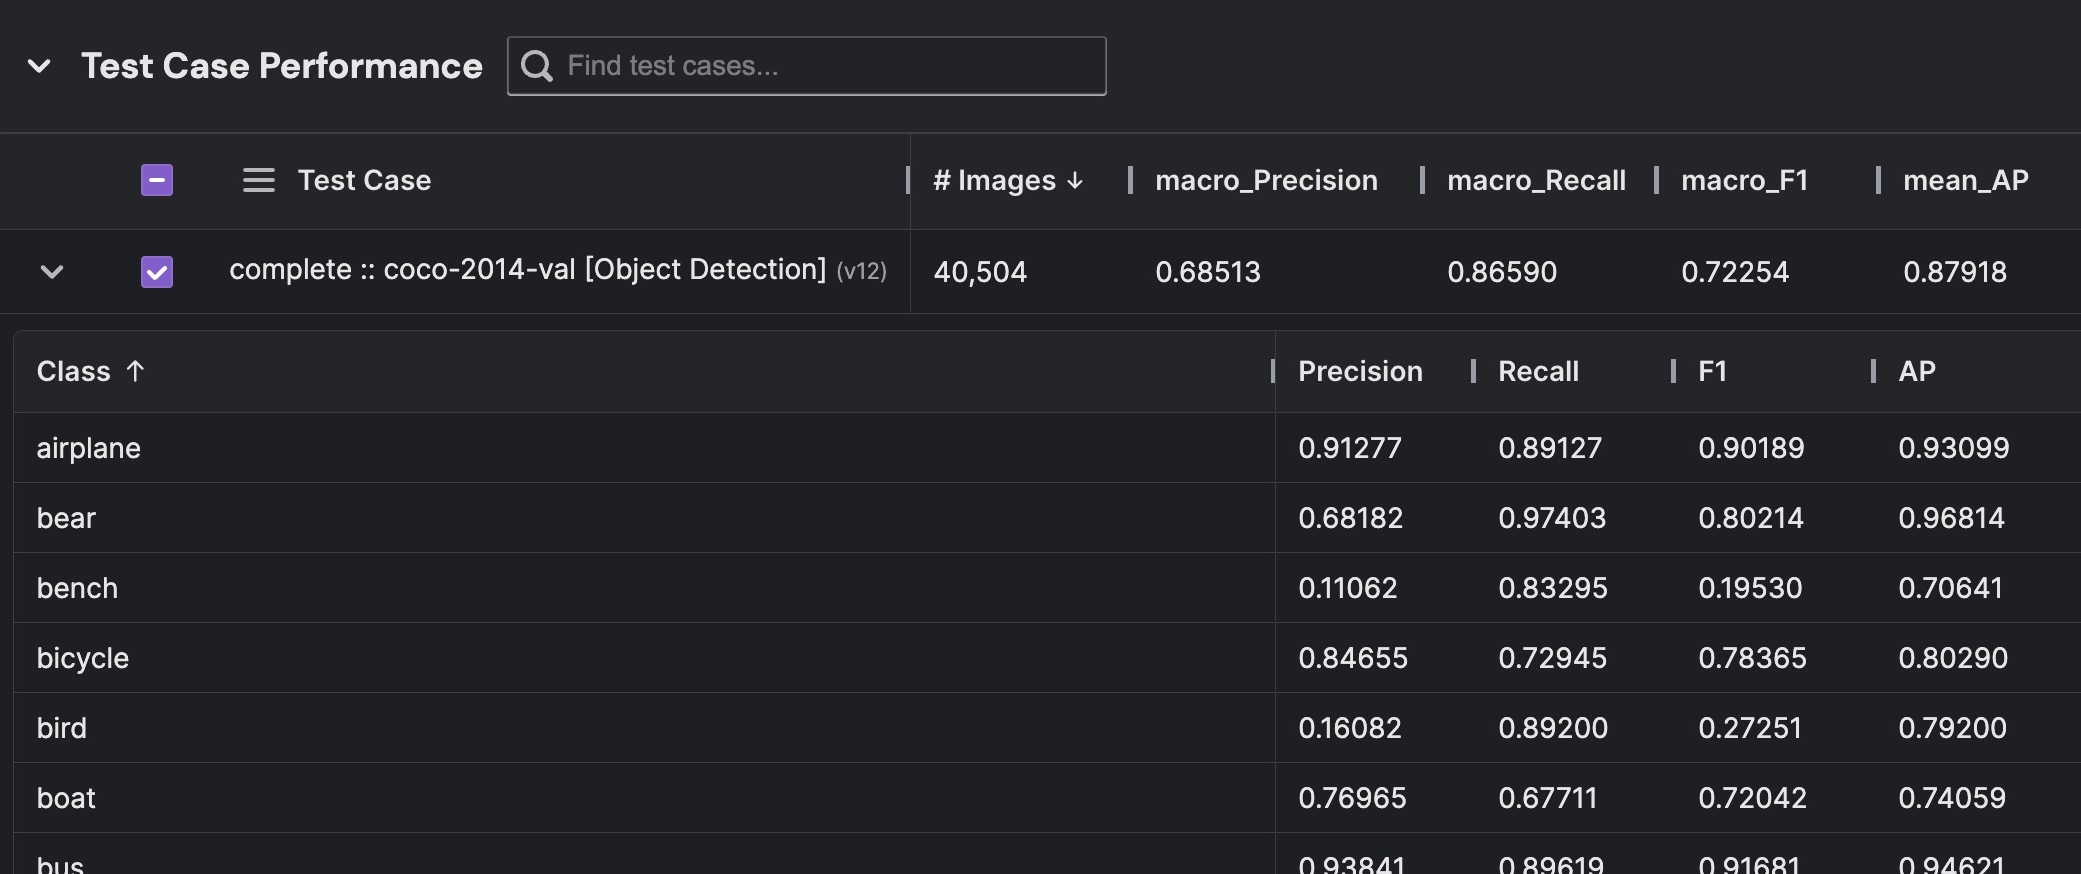 Test Case Performance Find test cases...
Test Case # Images ↓ macro_Precision macro_Recall macro_F1 mean_AP
complete :: coco-2014-val [Object Detection] (v12) 40,504 0.68513 0.86590 0.72254 0.87918
Class ↑ Precision Recall F1 AP
airplane 0.91277 0.89127 0.90189 0.93099
bear 0.68182 0.97403 0.80214 0.96814
bench 0.11062 0.83295 0.19530 0.70641
bicycle 0.84655 0.72945 0.78365 0.80290
bird 0.16082 0.89200 0.27251 0.79200
boat 0.76965 0.67711 0.72042 0.74059
bus 0.93841 0.89619 0.91681 0.94621